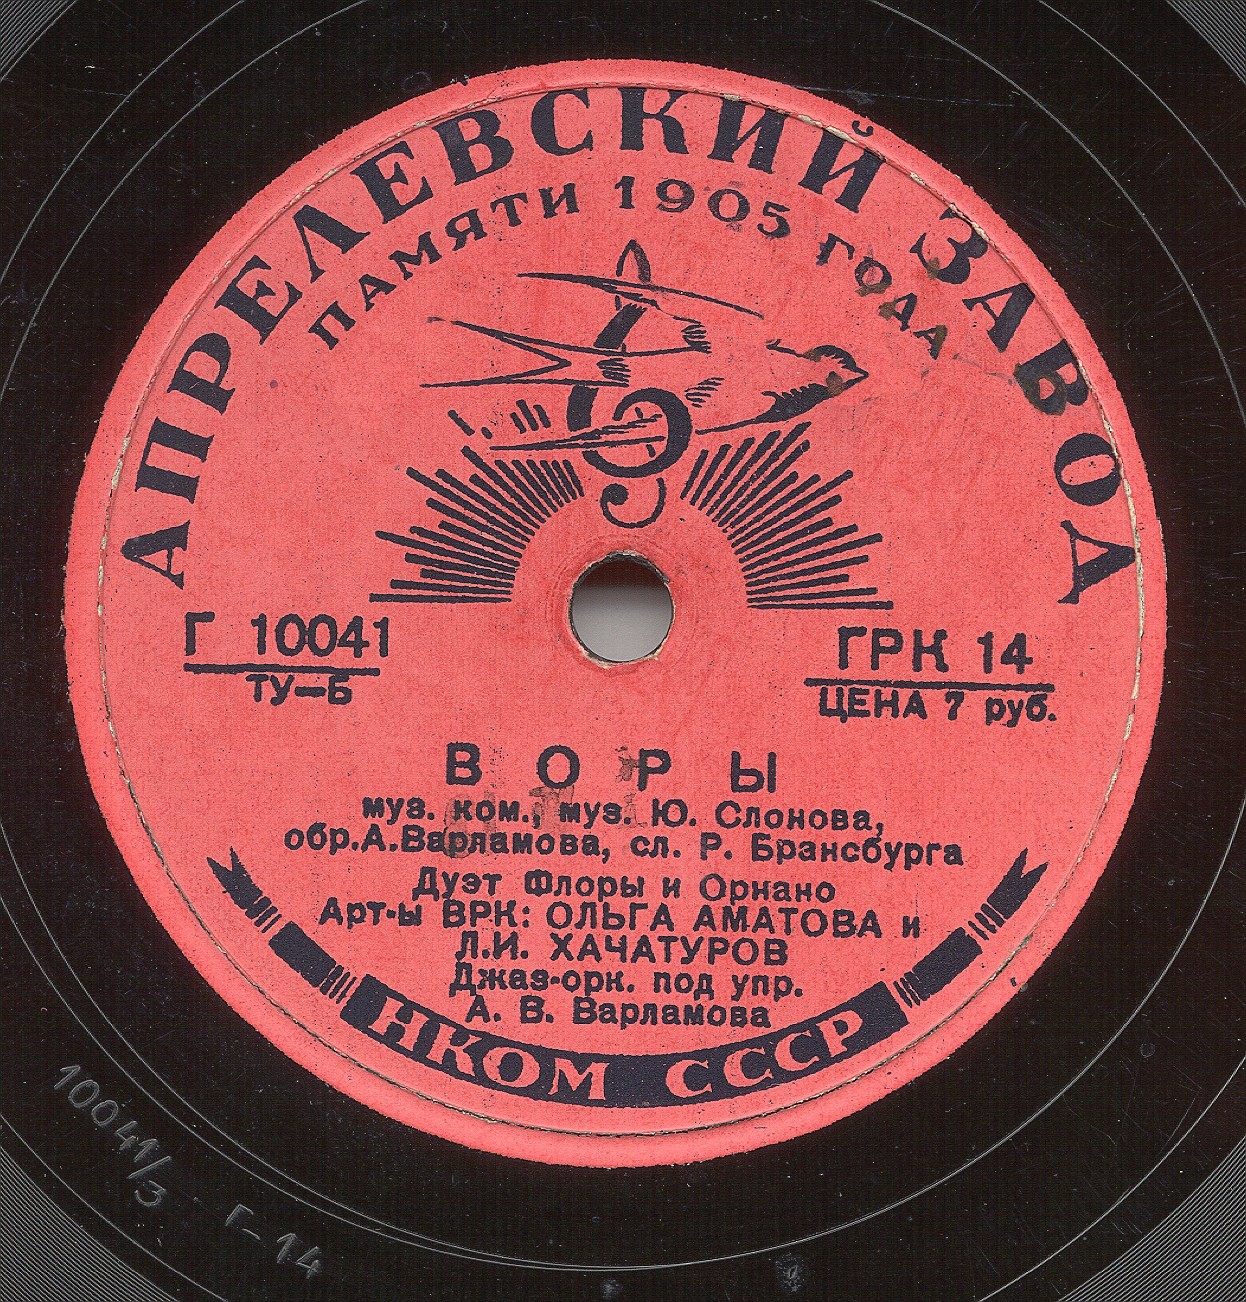 АПРЕЛЕВСКИЙ ЗАВОД
ПАМЯТИ 1905 ГОДА
Г 10041
ТУ-Б
ГРК 14
ЦЕНА 7 руб.
ВОРЫ
муз. ком., муз. Ю. Слонова,
обр.А.Варламова, сл. Р. Брансбурга
Дуэт Флоры и Орнано
Арт-ы ВРК: ОЛЬГА АМАТОВА и
Л.И. ХАЧАТУРОВ
Джаз-орк. под упр.
А. В. Варламова
НКОМ СССР
10041/3 Г-14